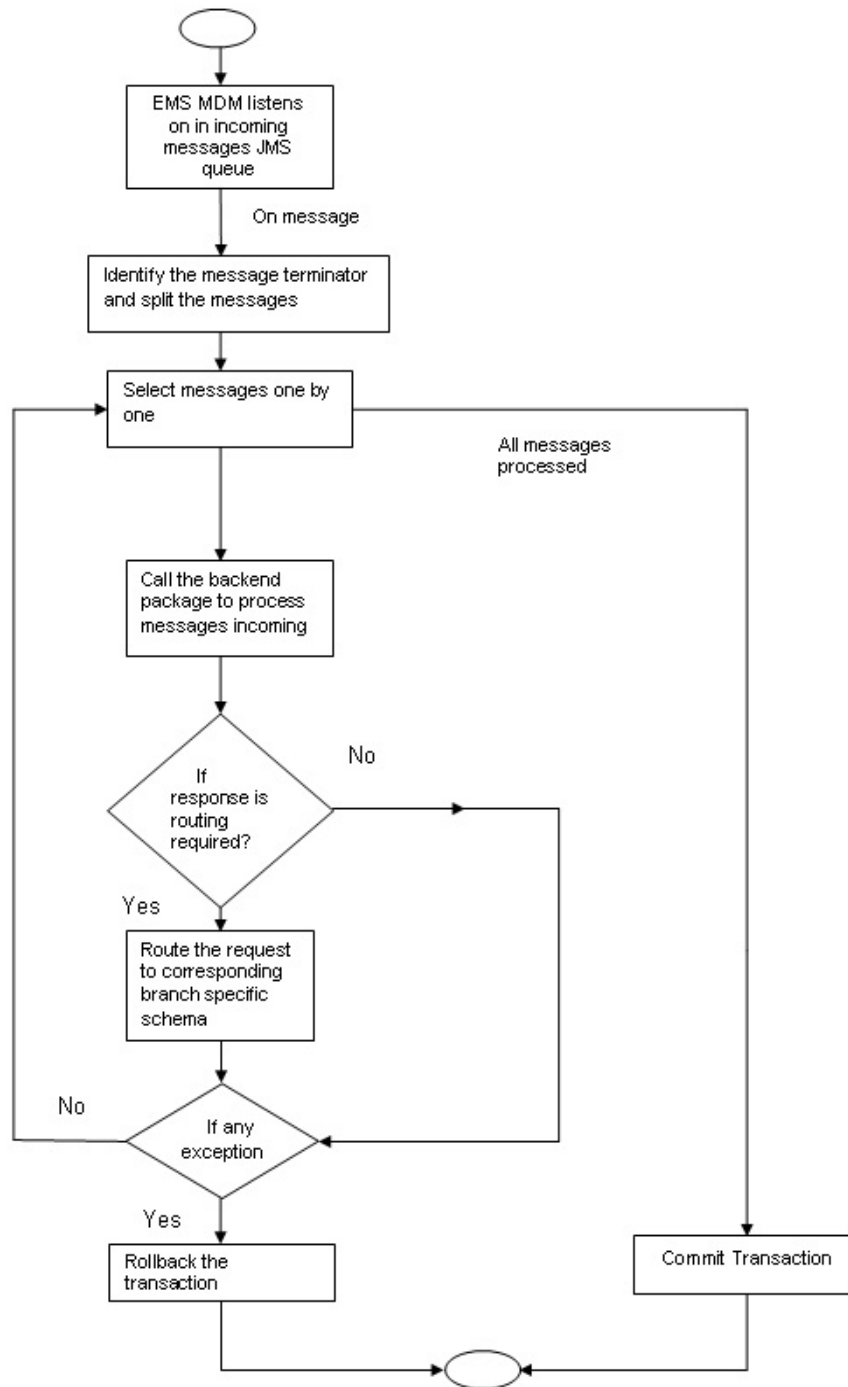 EMS MDM listens
on in incoming
messages JMS
queue
On message
Identify the message terminator
and split the messages
Select messages one by
one
All messages
processed
Call the backend
package to process
messages incoming
If
response is
routing
required?
No
Yes
Route the request
to corresponding
branch specific
schema
No
If any
exception
Yes
Rollback the
transaction
Commit Transaction